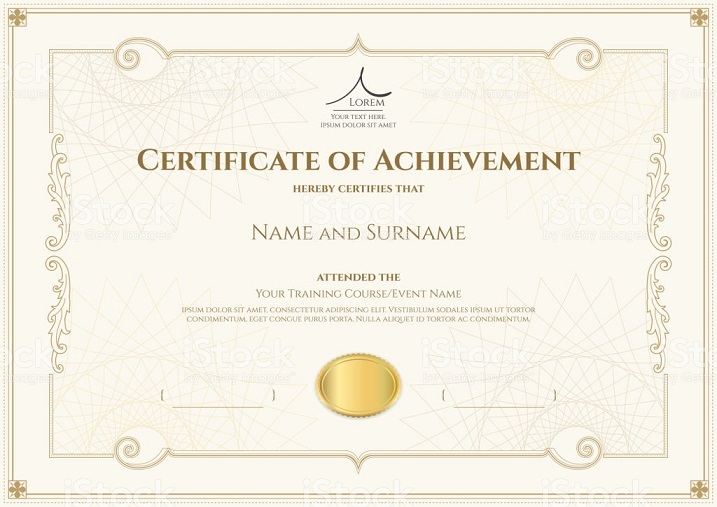 Lorem
Your text here.
ipsum dolor sit amet
Certificate of Achievement
hereby certifies that
Name and Surname
attended the
Your Training Course/Event Name
Ipsum dolor sit amet, consectetur adipiscing elit. Vestibulum sodales ipsum ut tortor
condimentum, eget congue purus porta. Nulla aliquet id tortor ac condimentum.
iStock
by Getty Images